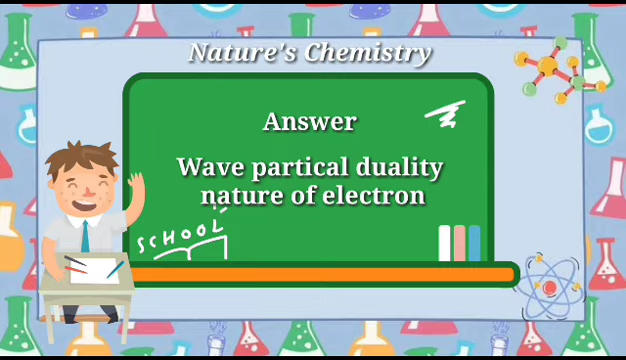 Nature's Chemistry
Answer
Wave partical duality
nature of electron
SCHOOL